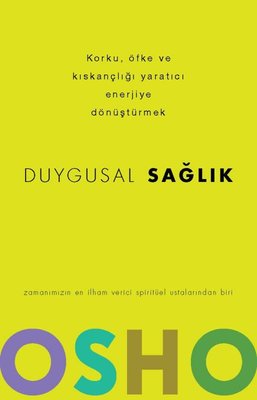 Korku, öfke ve
kıskançlığı yaratıcı
enerjiye
dönüştürmek
DUYGUSAL SAĞLIK
zamanımızın en ilham verici spiritüel ustalarından biri
OSHO